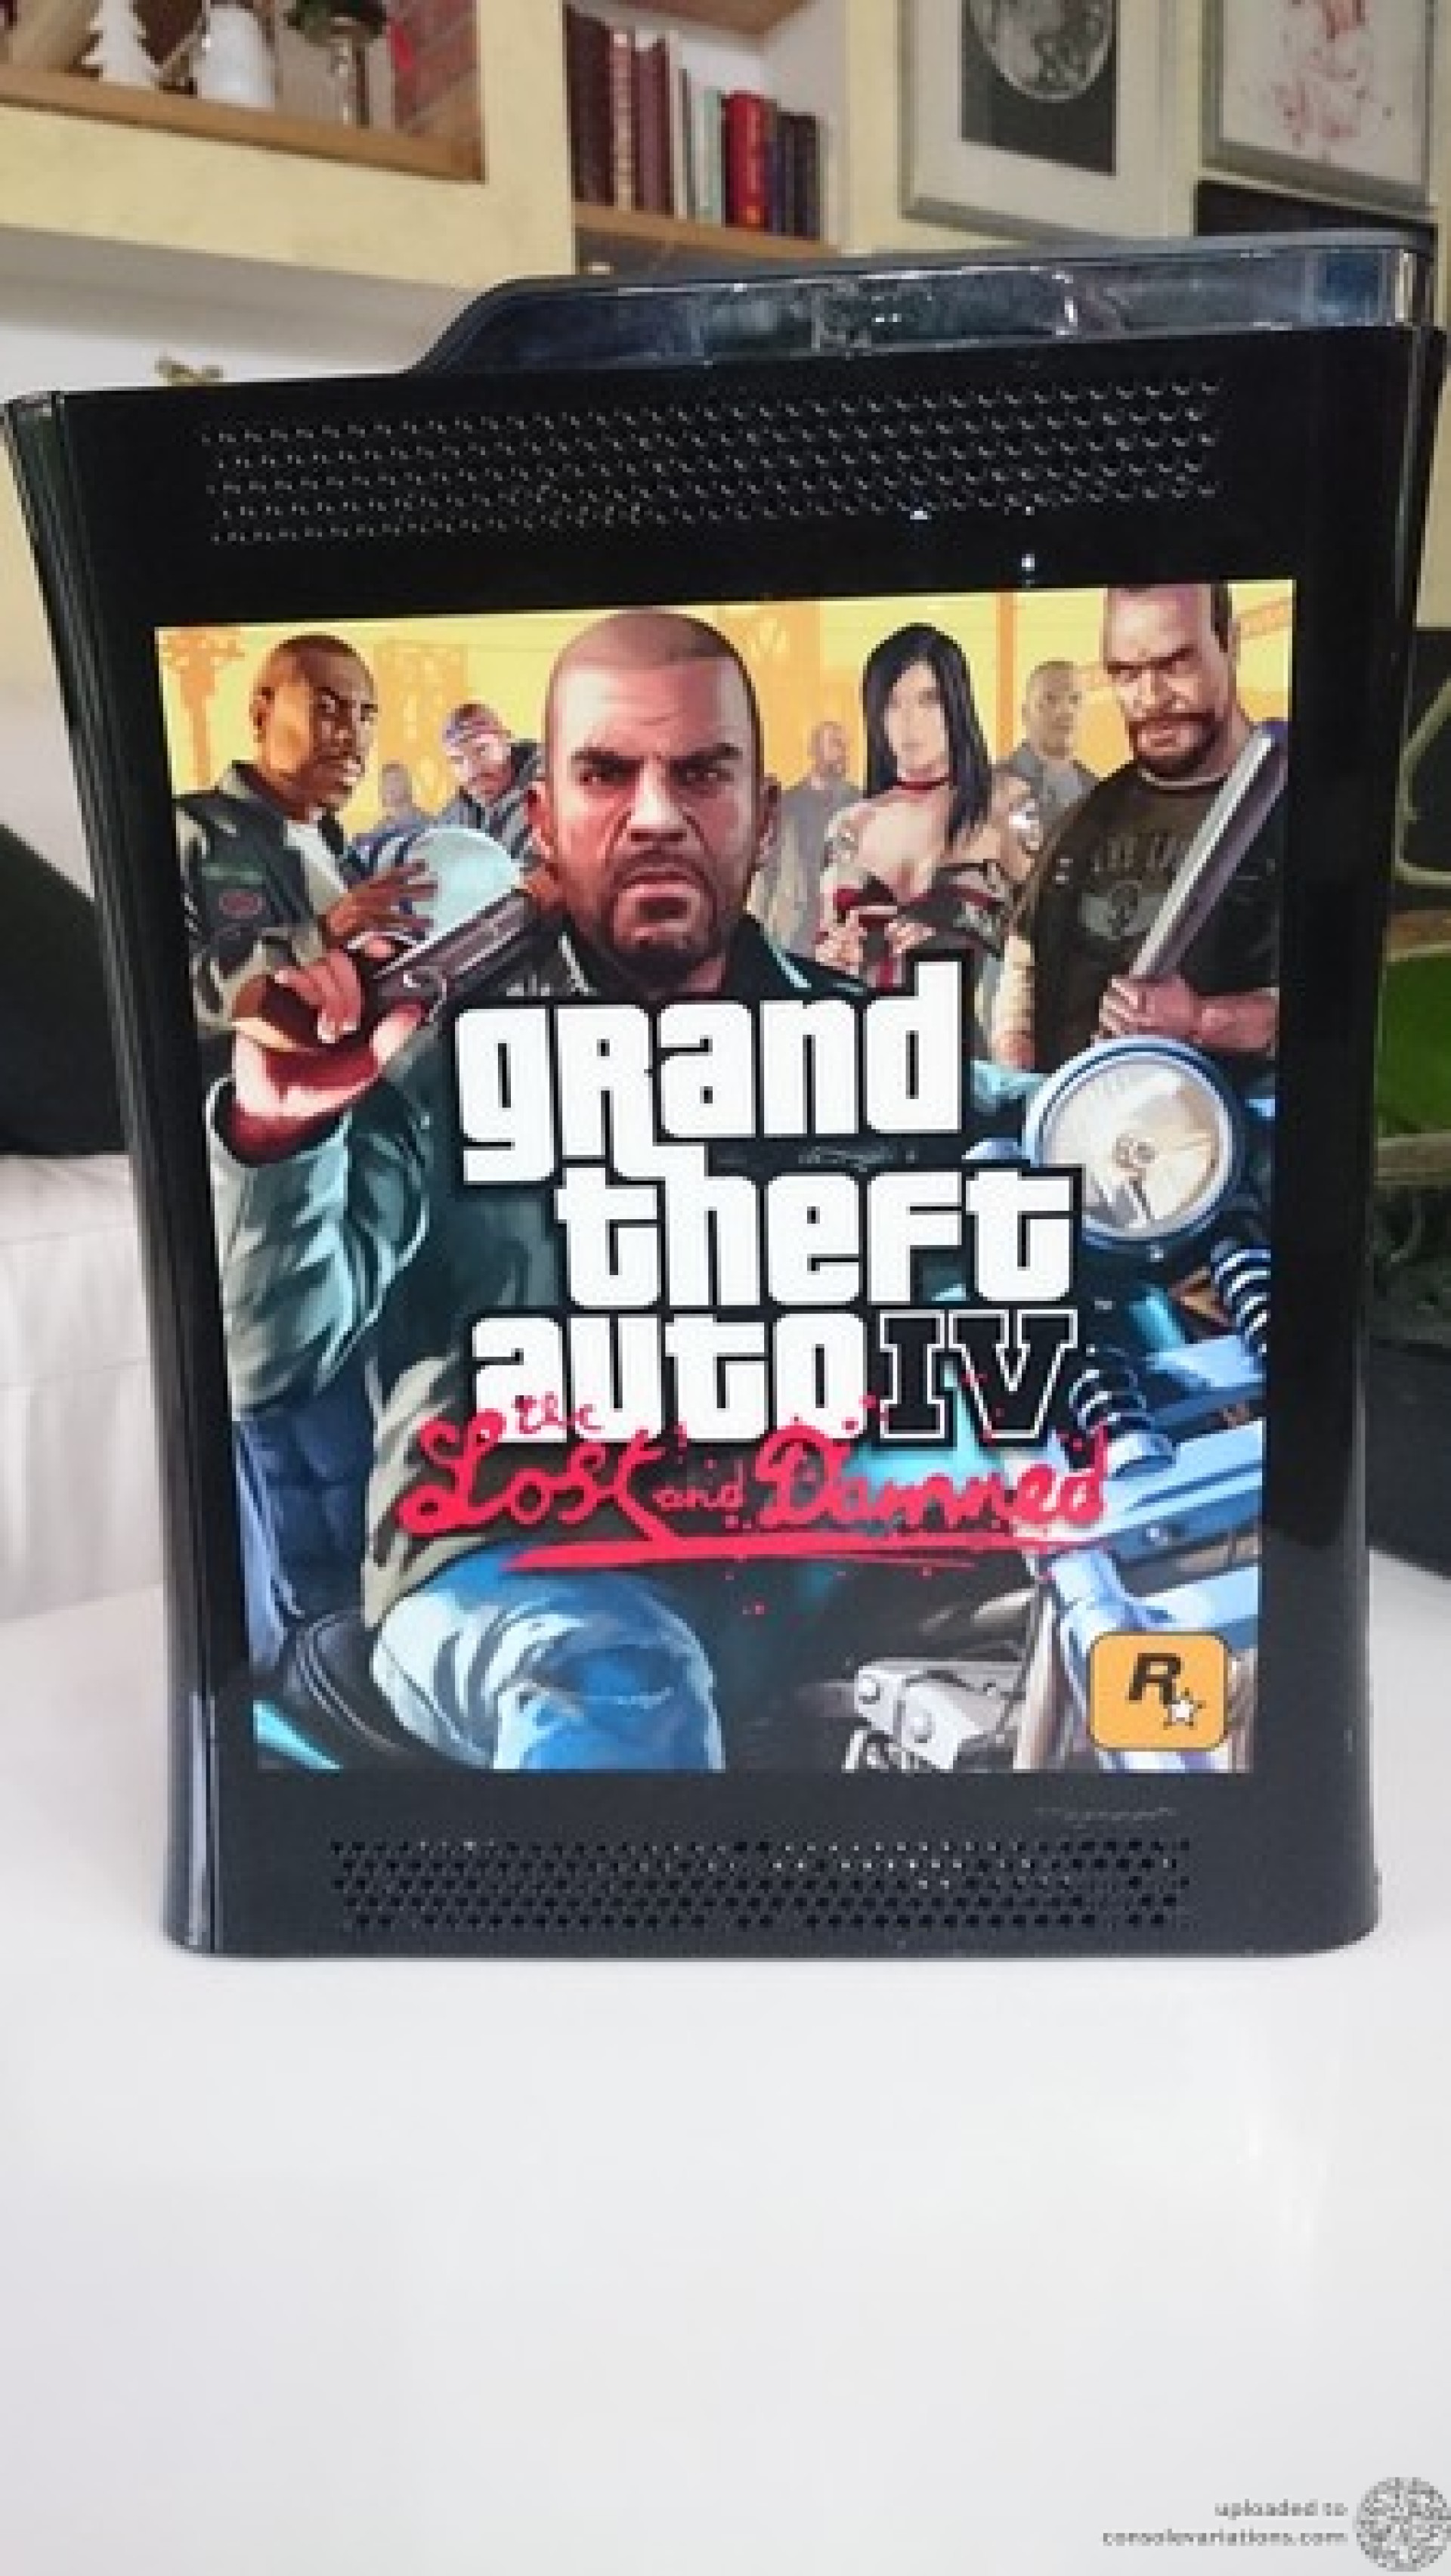 grand
theft
auto IV
the
Lost and Damned
R
uploaded to
consolevariations.com